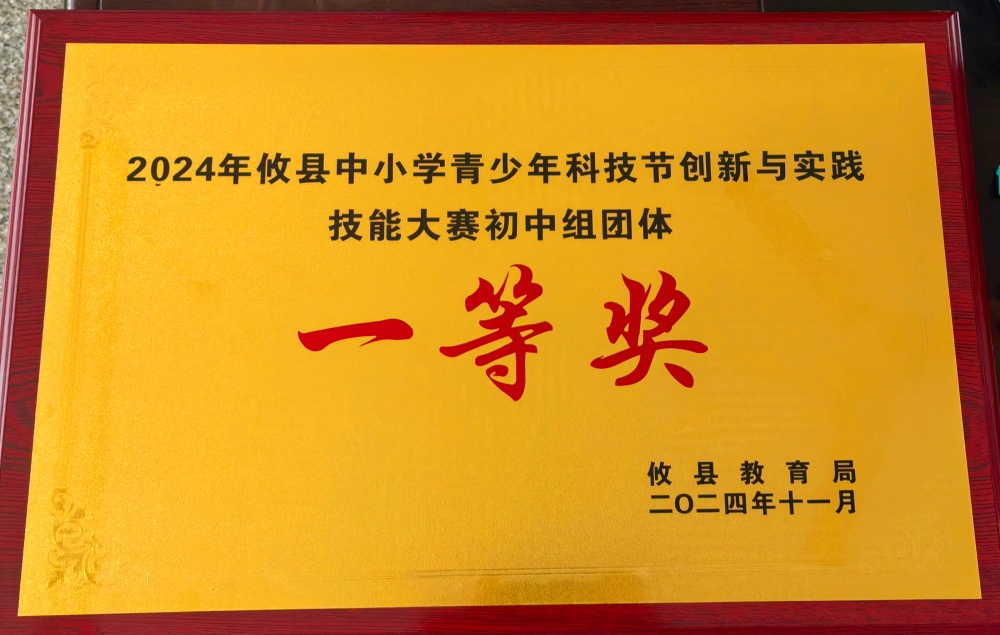 2024年攸县中小学青少年科技节创新与实践
技能大赛初中组团体
一等奖
攸县教育局
二〇二四年十一月